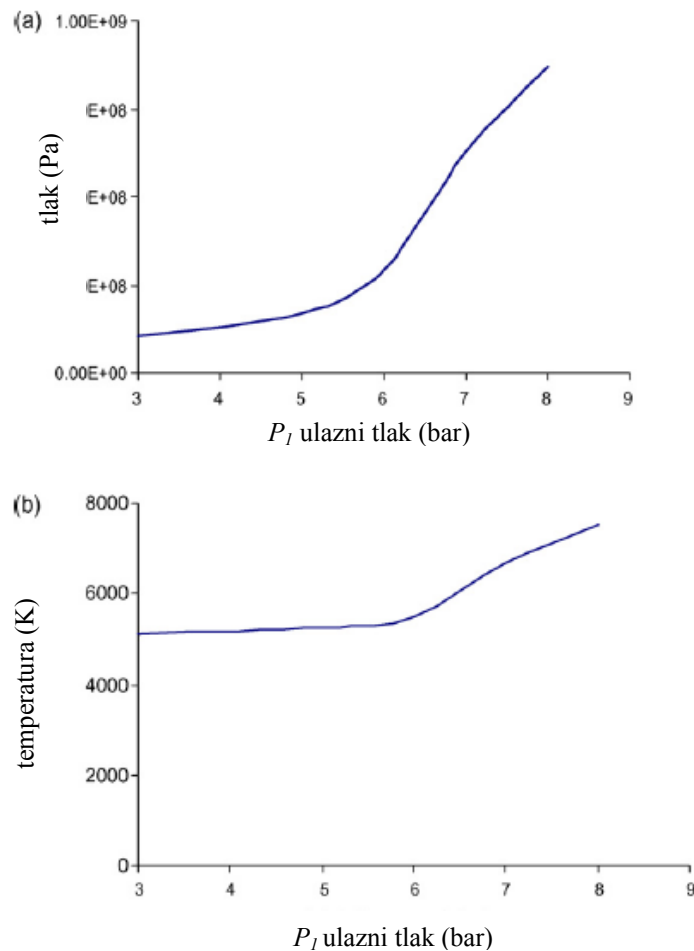 (a)
1.00E+09
E+08
E+08
E+08
0.00E+00
tlak (Pa)
3 4 5 6 7 8 9
P1 ulazni tlak (bar)
(b)
8000
6000
4000
2000
0
temperatura (K)
3 4 5 6 7 8 9
P1 ulazni tlak (bar)